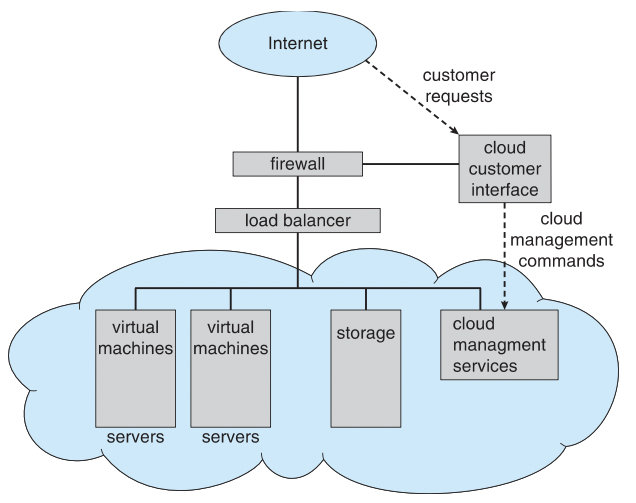 Internet
customer
requests
cloud
customer
interface
firewall
load balancer
cloud
management
commands
virtual
machines
virtual
machines
storage
cloud
managment
services
servers
servers